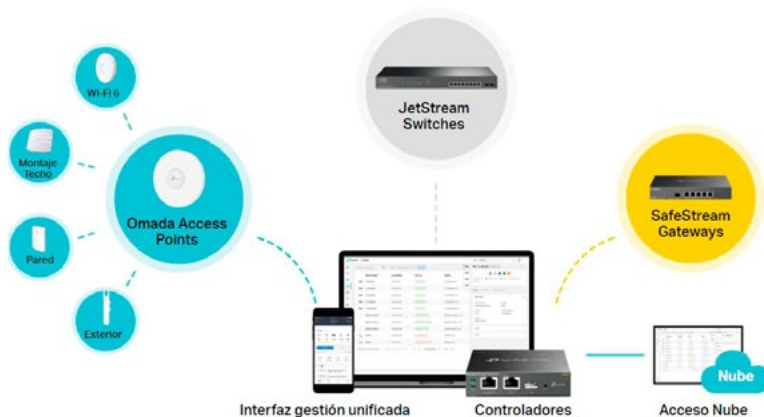 Wi-Fi 6
Montaje
Techo
Pared
Exterior
Omada Access
Points
JetStream
Switches
SafeStream
Gateways
Nube
Interfaz gestión unificada
Controladores
Acceso Nube